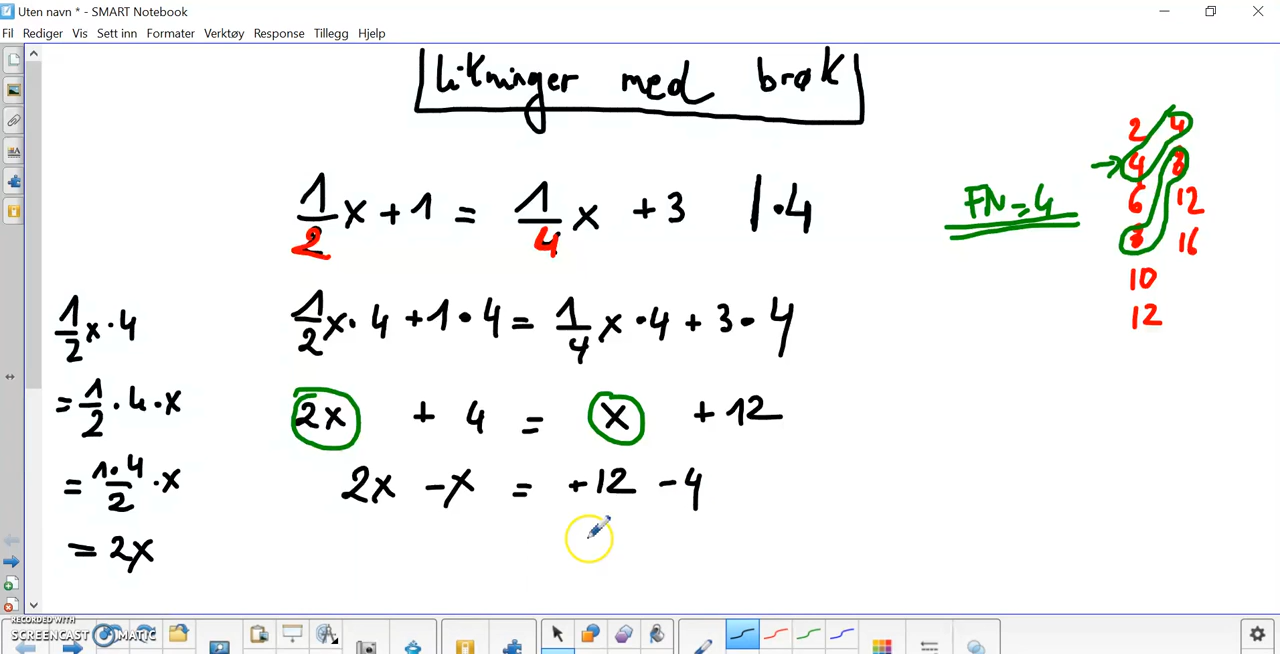 Uten navn * - SMART Notebook
Fil Rediger Vis Sett inn Formater Verktøy Response Tillegg Hjelp
Likninger med brøk
1/2 x + 1 = 1/4 x + 3 | · 4
FN = 4
2 4
4 8
6 12
8 16
10
12
1/2 x · 4 + 1 · 4 = 1/4 x · 4 + 3 · 4
2x + 4 = x + 12
2x - x = +12 - 4
1/2 x · 4
= 1/2 · 4 · x
= 1·4/2 · x
= 2x
RECORDED WITH
SCREENCAST MATIC